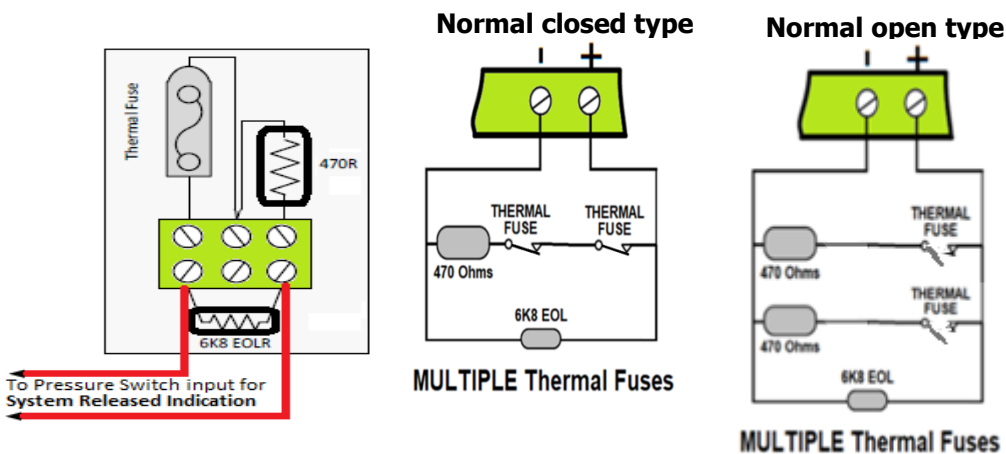 Thermal Fuse
470R
6K8 EOLR
To Pressure Switch input for
System Released Indication
Normal closed type
- +
THERMAL FUSE
THERMAL FUSE
470 Ohms
6K8 EOL
MULTIPLE Thermal Fuses
Normal open type
- +
THERMAL FUSE
470 Ohms
THERMAL FUSE
470 Ohms
6K8 EOL
MULTIPLE Thermal Fuses